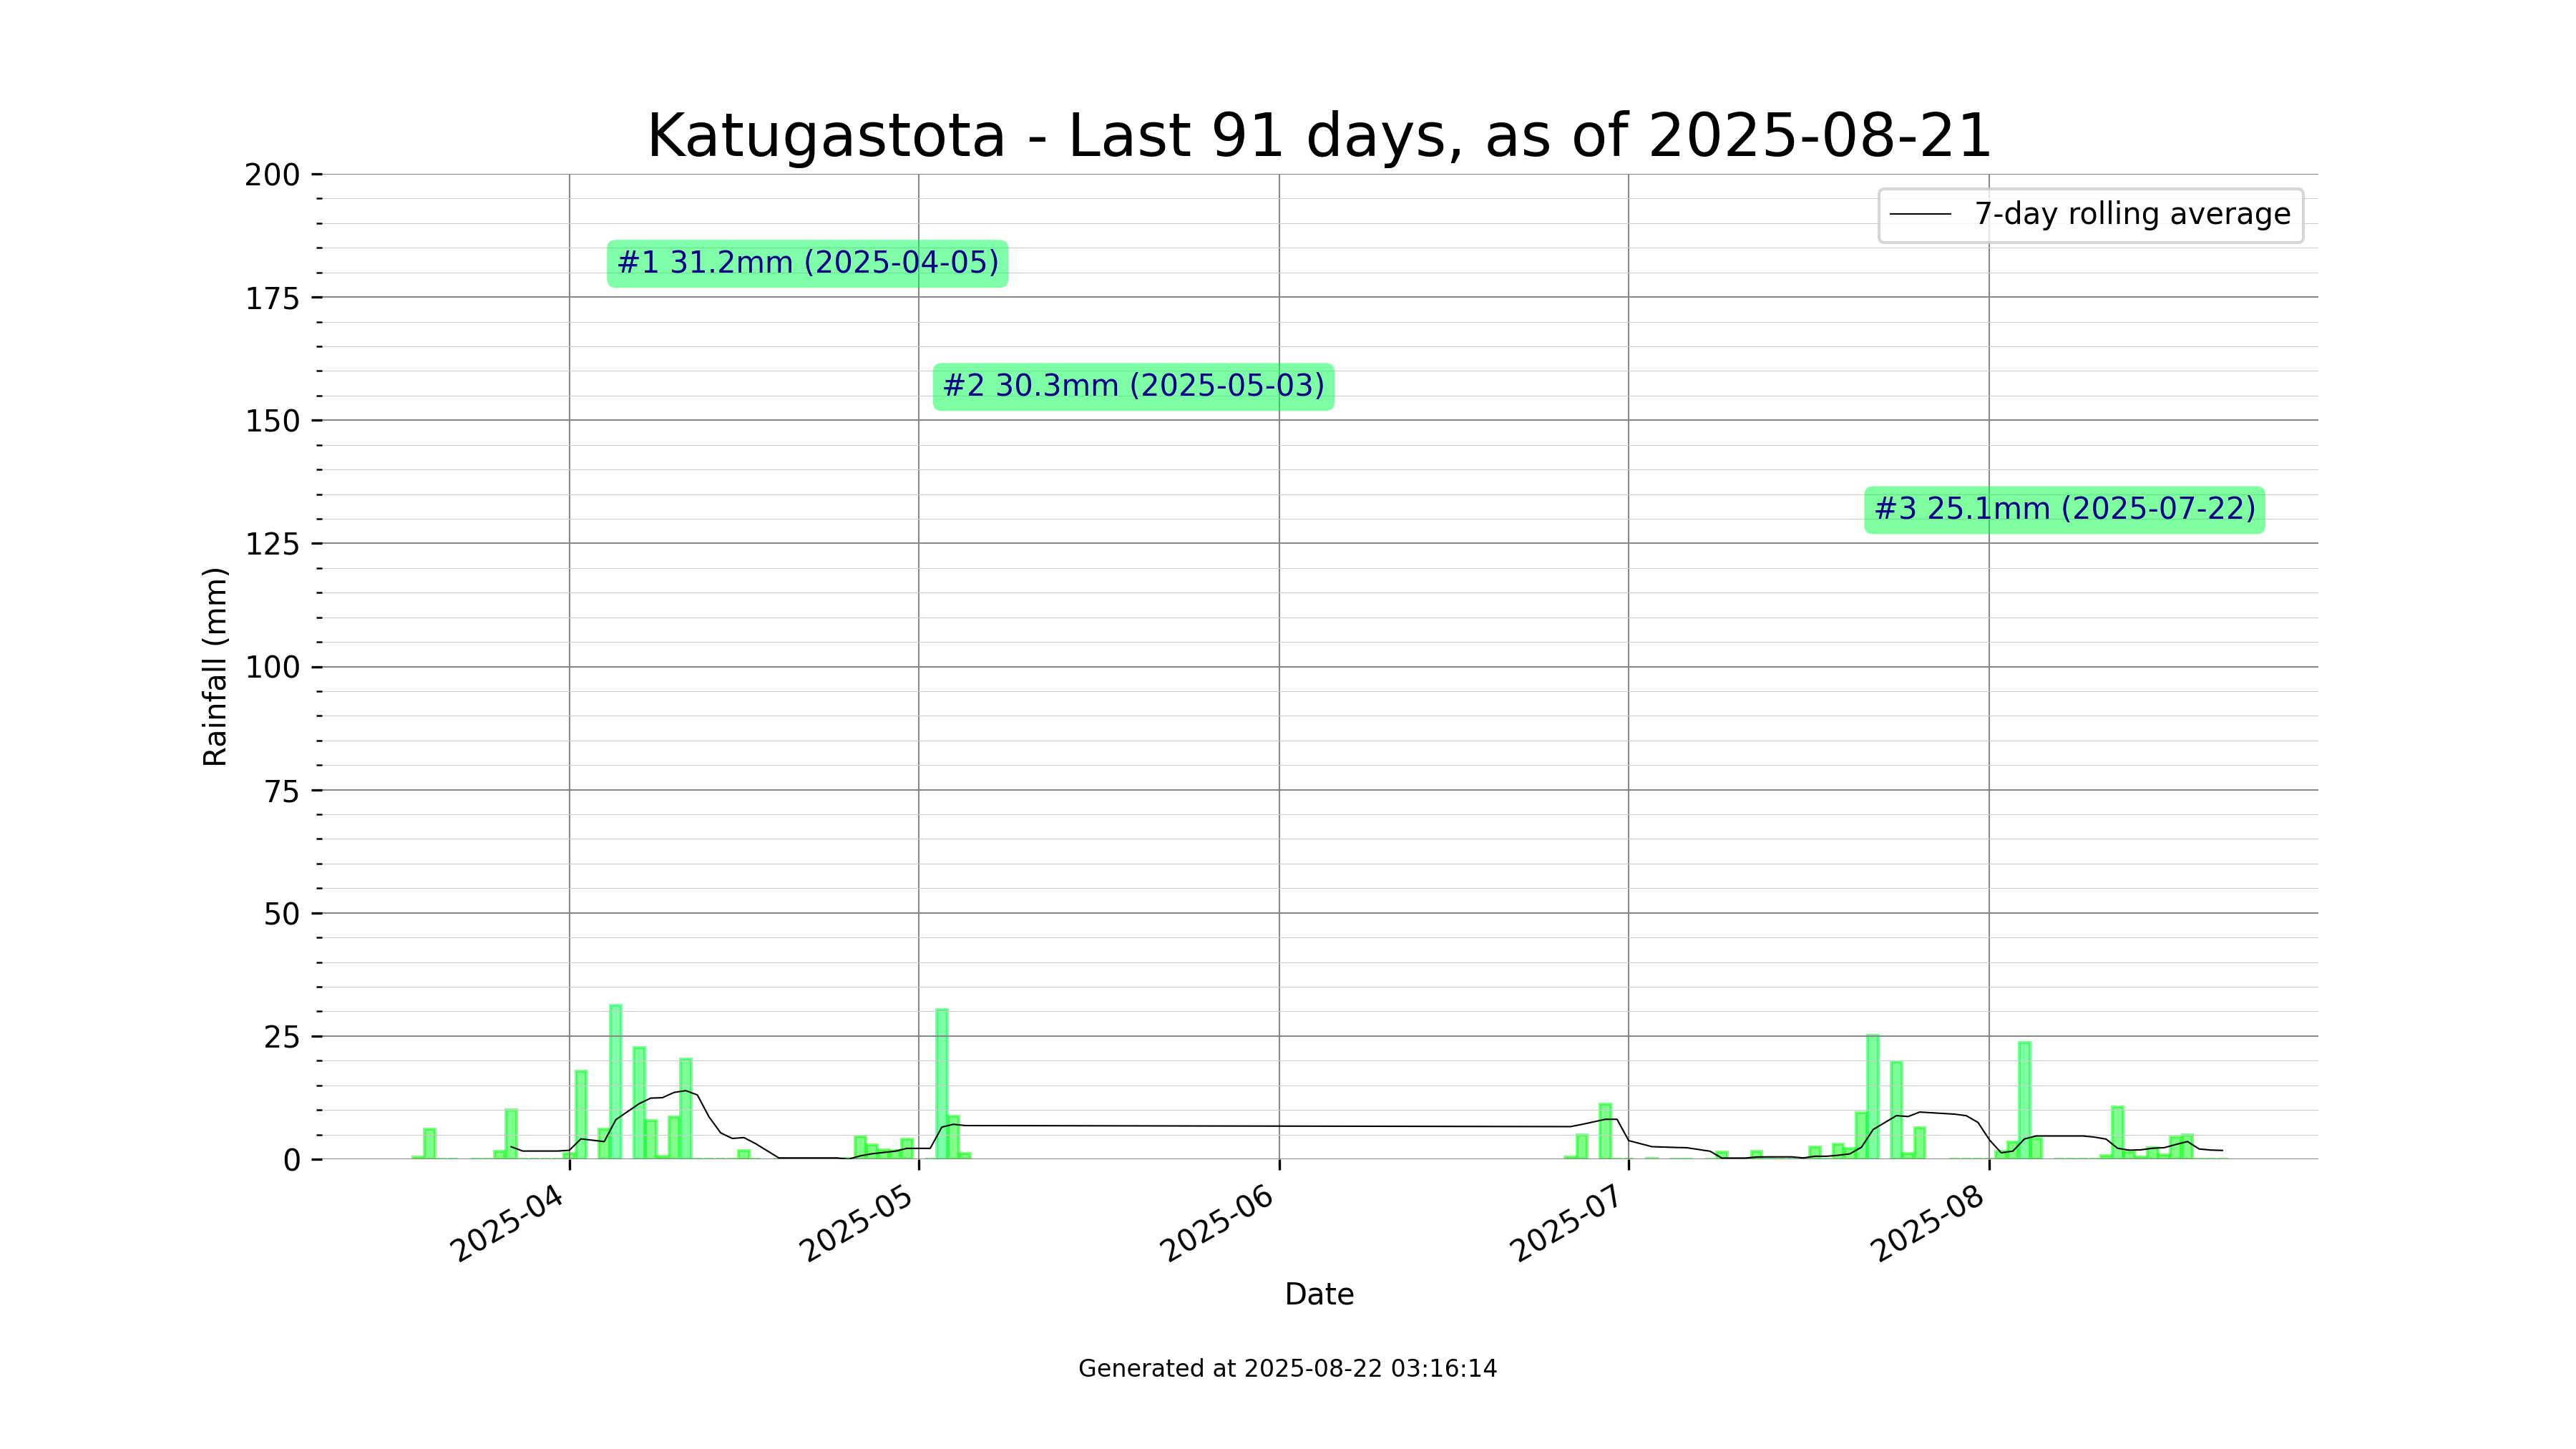 Katugastota - Last 91 days, as of 2025-08-21
200
175
150
125
100
75
50
25
0
Rainfall (mm)
7-day rolling average
#1 31.2mm (2025-04-05)
#2 30.3mm (2025-05-03)
#3 25.1mm (2025-07-22)
2025-04
2025-05
2025-06
2025-07
2025-08
Date
Generated at 2025-08-22 03:16:14